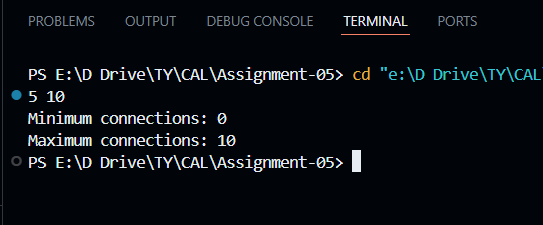 PROBLEMS OUTPUT DEBUG CONSOLE TERMINAL PORTS
PS E:\D Drive\TY\CAL\Assignment-05> cd "e:\D Drive\TY\CAL
5 10
Minimum connections: 0
Maximum connections: 10
PS E:\D Drive\TY\CAL\Assignment-05>